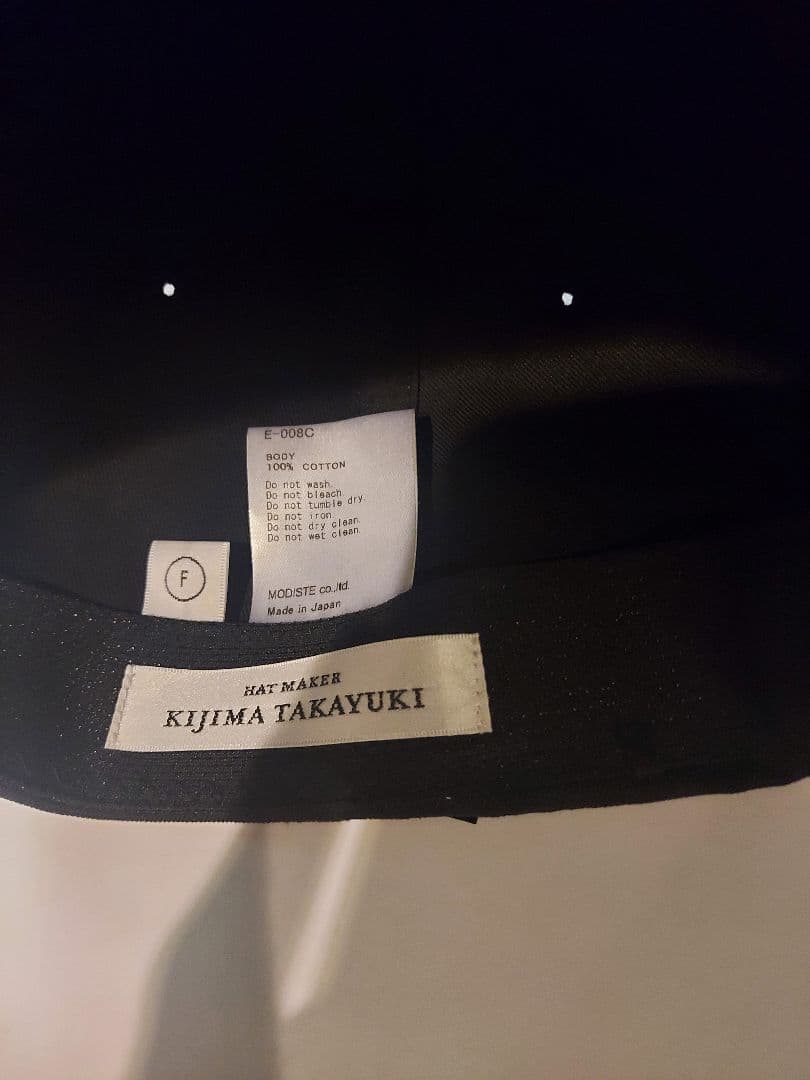 E-008C
BODY
100% COTTON
Do not wash.
Do not bleach.
Do not tumble dry.
Do not iron.
Do not dry clean.
Do not wet clean.
MODISTE co.,ltd.
Made in Japan
F
HAT MAKER
KIJIMA TAKAYUKI